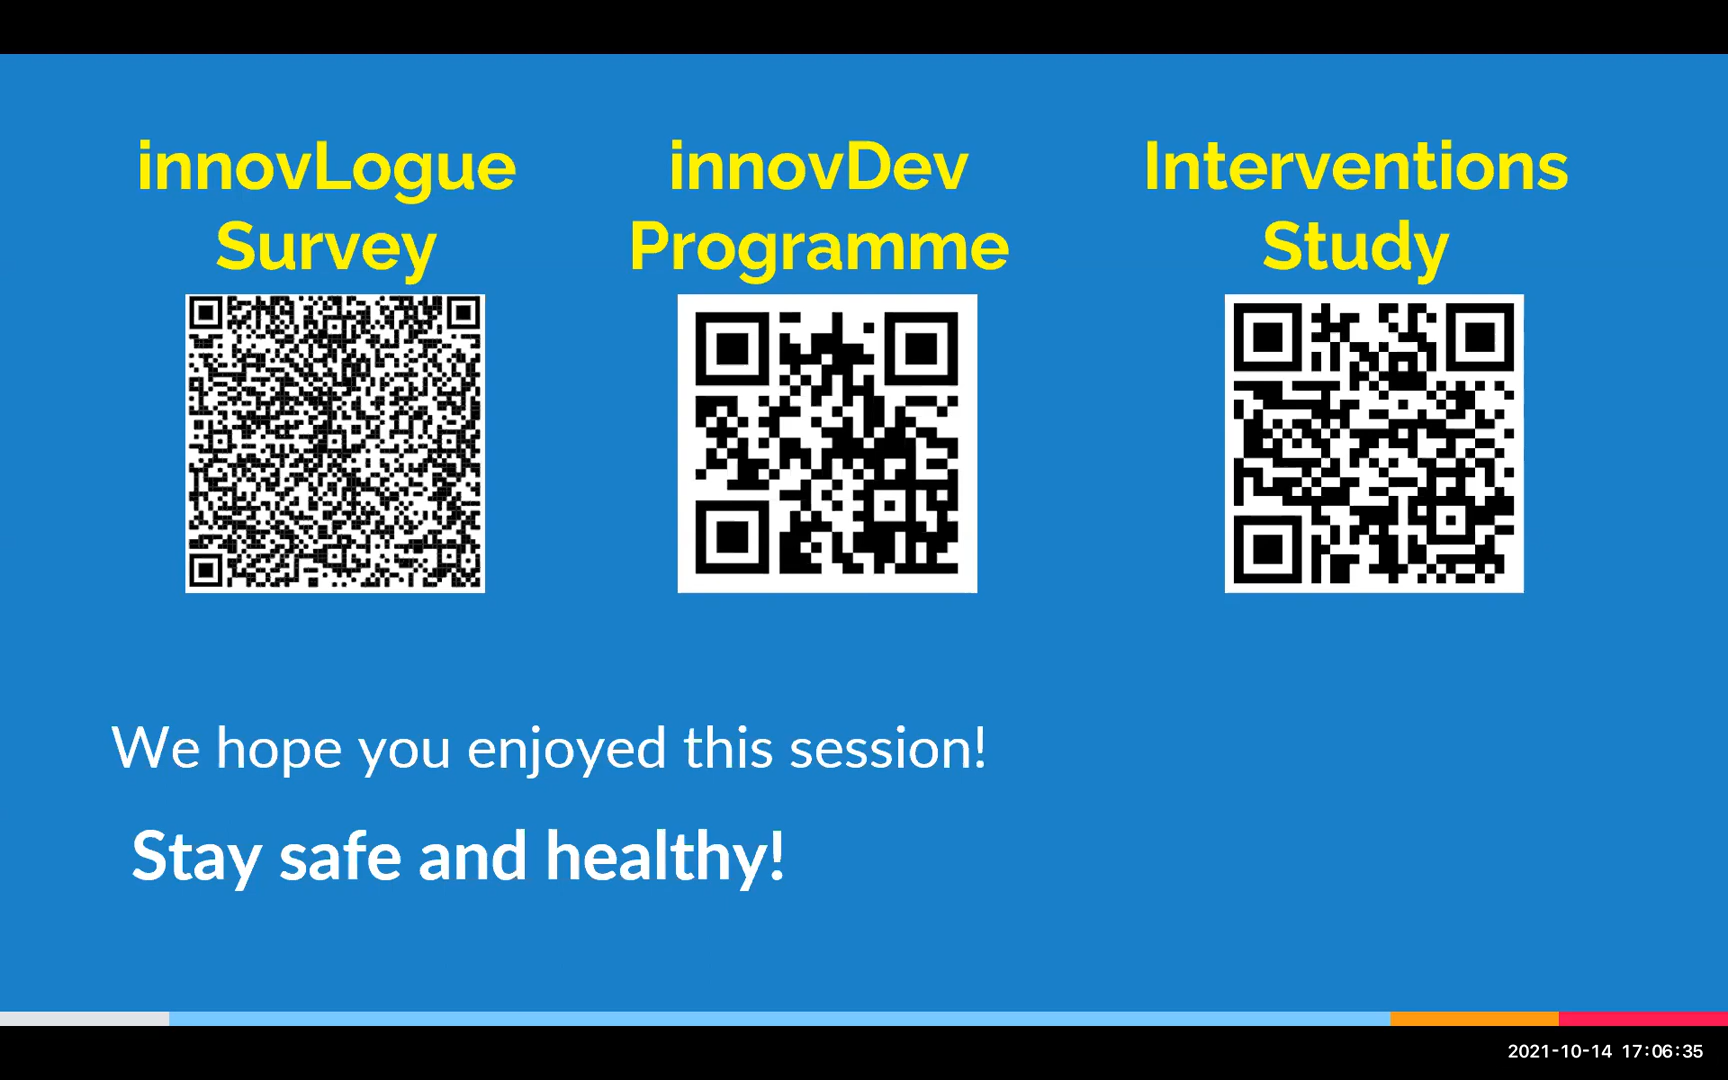 innovLogue
Survey
innovDev
Programme
Interventions
Study
We hope you enjoyed this session!
Stay safe and healthy!
2021-10-14 17:06:35